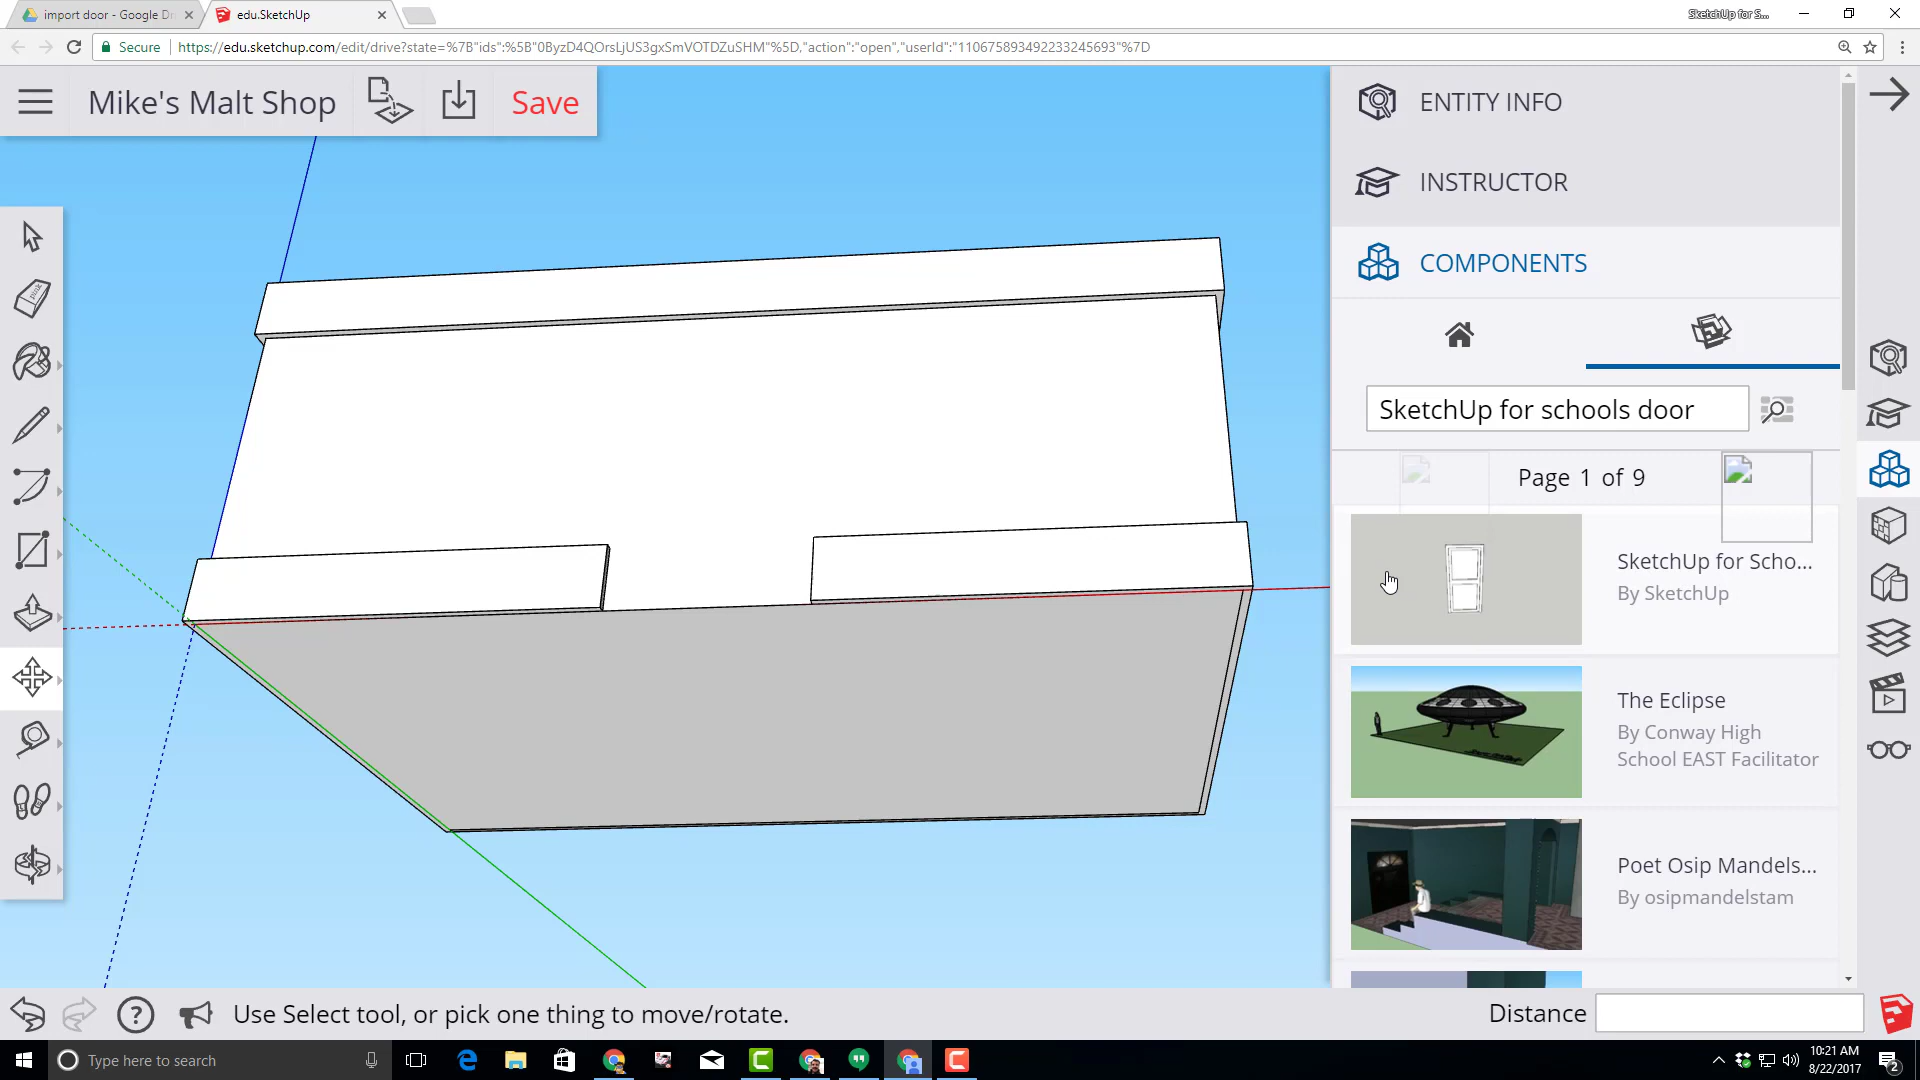 import door - Google Dr
edu.SketchUp
SketchUp for S...
Secure
https://edu.sketchup.com/edit/drive?state=%7B"ids":%5B"0ByzD4QOrsLjUS3gxSmVOTDZuSHM"%5D,"action":"open","userId":"110675893492233245693"%7D
Mike's Malt Shop
Save
ENTITY INFO
INSTRUCTOR
COMPONENTS
SketchUp for schools door
Page 1 of 9
SketchUp for Scho...
By SketchUp
The Eclipse
By Conway High
School EAST Facilitator
Poet Osip Mandels...
By osipmandelstam
Use Select tool, or pick one thing to move/rotate.
Distance
Type here to search
10:21 AM
8/22/2017
2